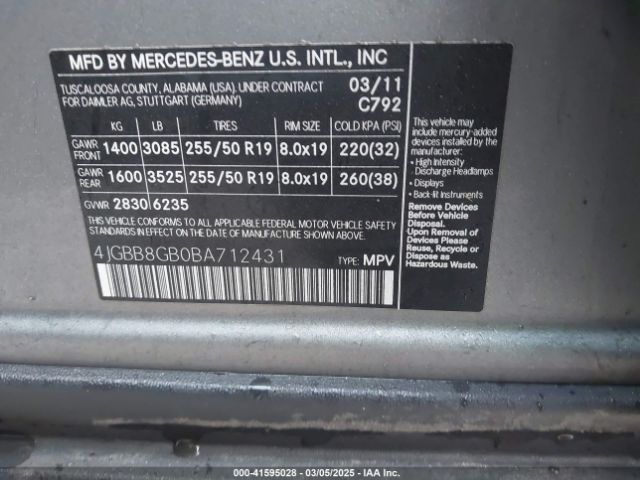 MFD BY MERCEDES-BENZ U.S. INTL., INC
TUSCALOOSA COUNTY, ALABAMA (USA). UNDER CONTRACT
FOR DAIMLER AG, STUTTGART (GERMANY)
03/11
C792
KG LB TIRES RIM SIZE COLD KPA (PSI)
GAWR FRONT 1400 3085 255/50 R19 8.0x19 220(32)
GAWR REAR 1600 3525 255/50 R19 8.0x19 260(38)
GVWR 2830 6235
THIS VEHICLE CONFORMS TO ALL APPLICABLE FEDERAL MOTOR VEHICLE SAFETY
STANDARDS IN EFFECT ON THE DATE OF MANUFACTURE SHOWN ABOVE.
4JGBB8GB0BA712431
TYPE: MPV
This vehicle may
include mercury-added
devices installed by the
manufacturer:
• High Intensity
Discharge Headlamps
• Displays
• Back-lit Instruments
Remove Devices
Before Vehicle Disposal.
Upon Removal of
Devices Please Reuse,
Recycle or
Dispose as
Hazardous Waste.
000-41595028 - 03/05/2025 - IAA Inc.